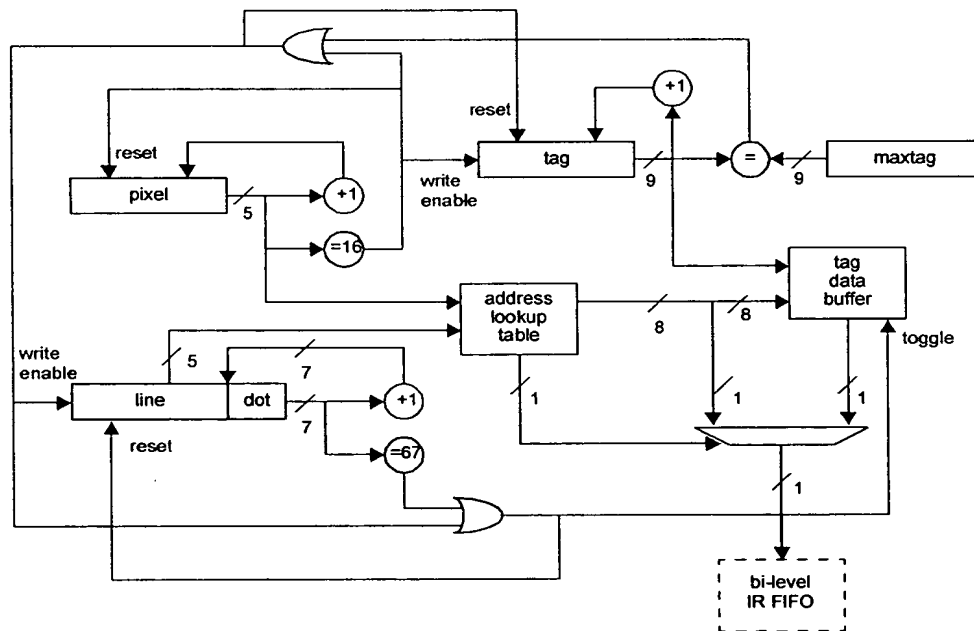 +1
reset
tag
=
maxtag
9
9
write
enable
reset
pixel
+1
5
=16
address
lookup
table
8
8
tag
data
buffer
toggle
write
enable
5
7
line
dot
7
+1
1
1
1
reset
=67
1
bi-level
IR FIFO